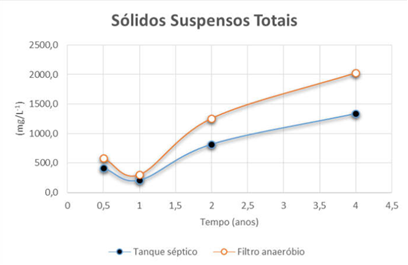 Sólidos Suspensos Totais
2500,0
2000,0
1500,0
1000,0
500,0
0,0
(mg/L⁻¹)
0 0,5 1 1,5 2 2,5 3 3,5 4 4,5
Tempo (anos)
Tanque séptico Filtro anaeróbio